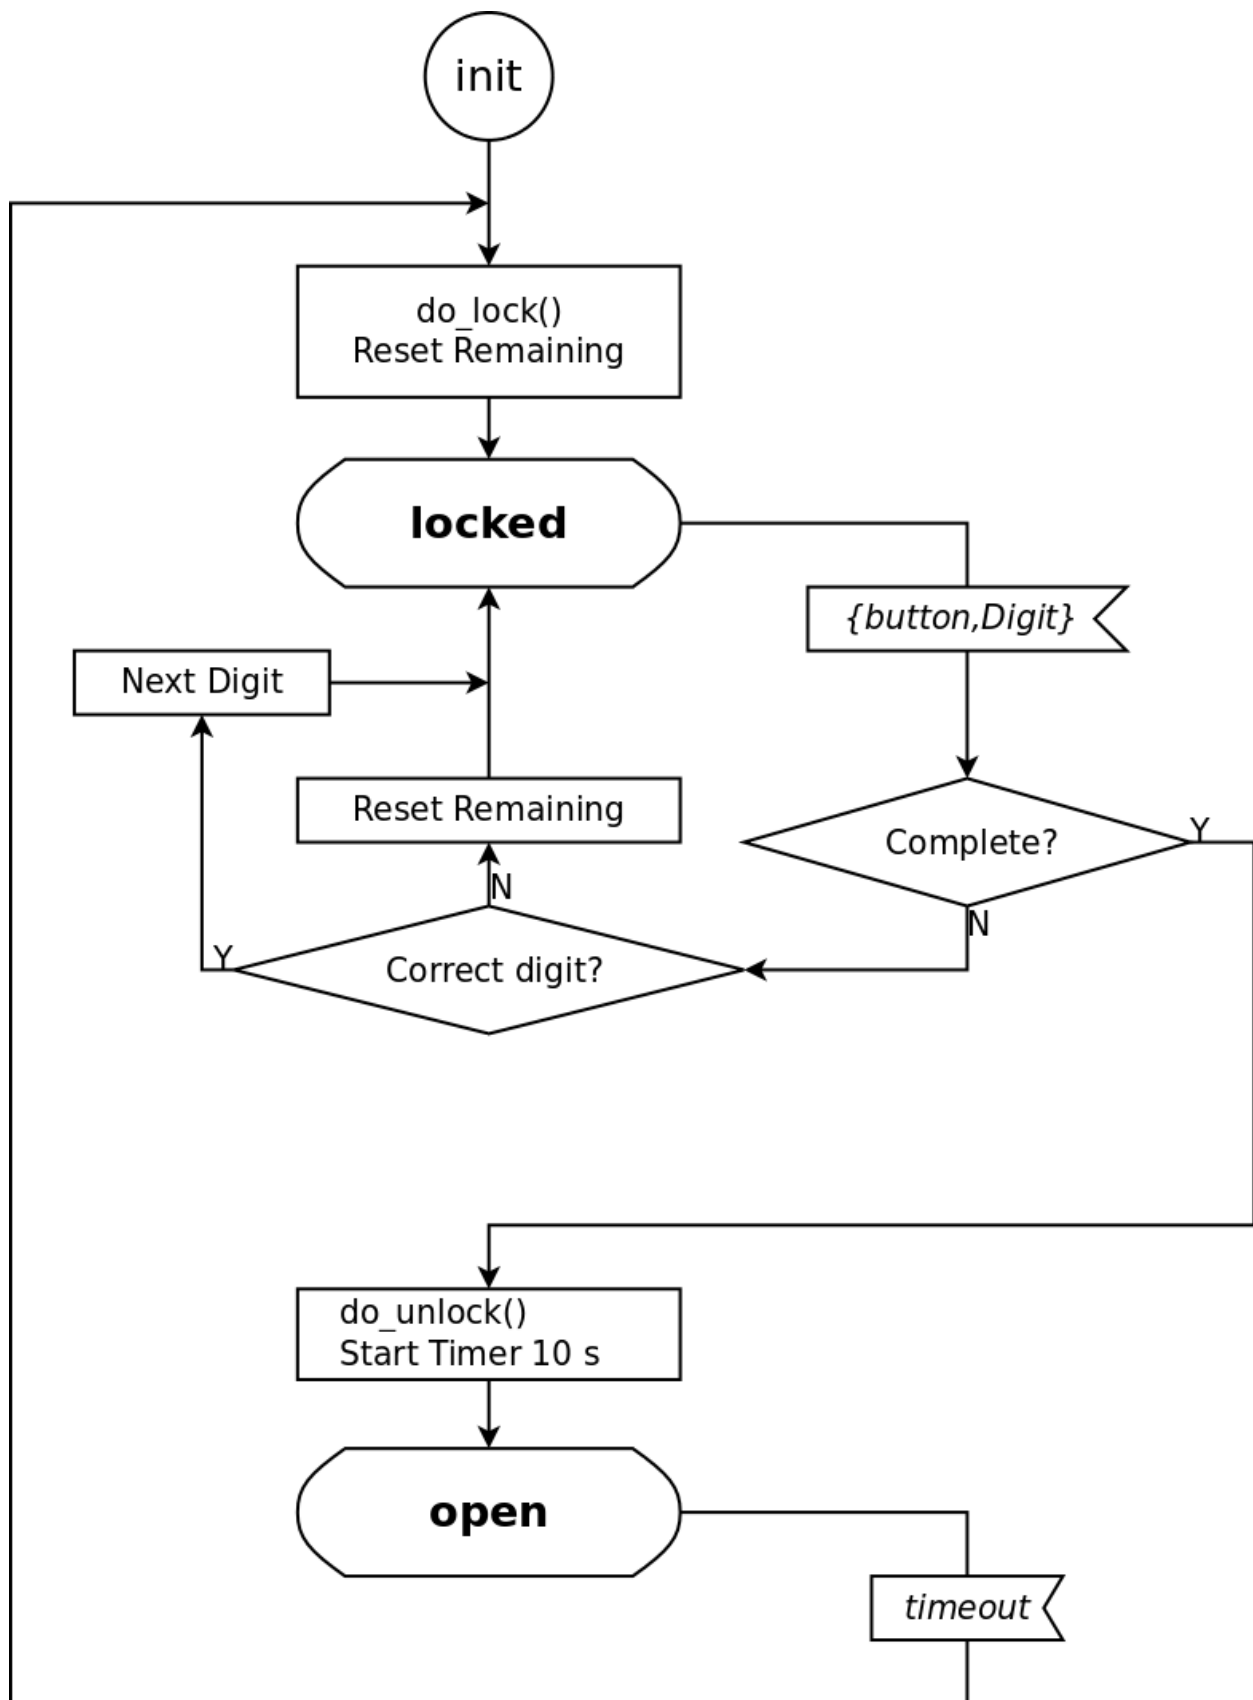 init
do_lock()
Reset Remaining
locked
{button,Digit}
Next Digit
Reset Remaining
Complete?
Y
N
N
Correct digit?
Y
do_unlock()
Start Timer 10 s
open
timeout